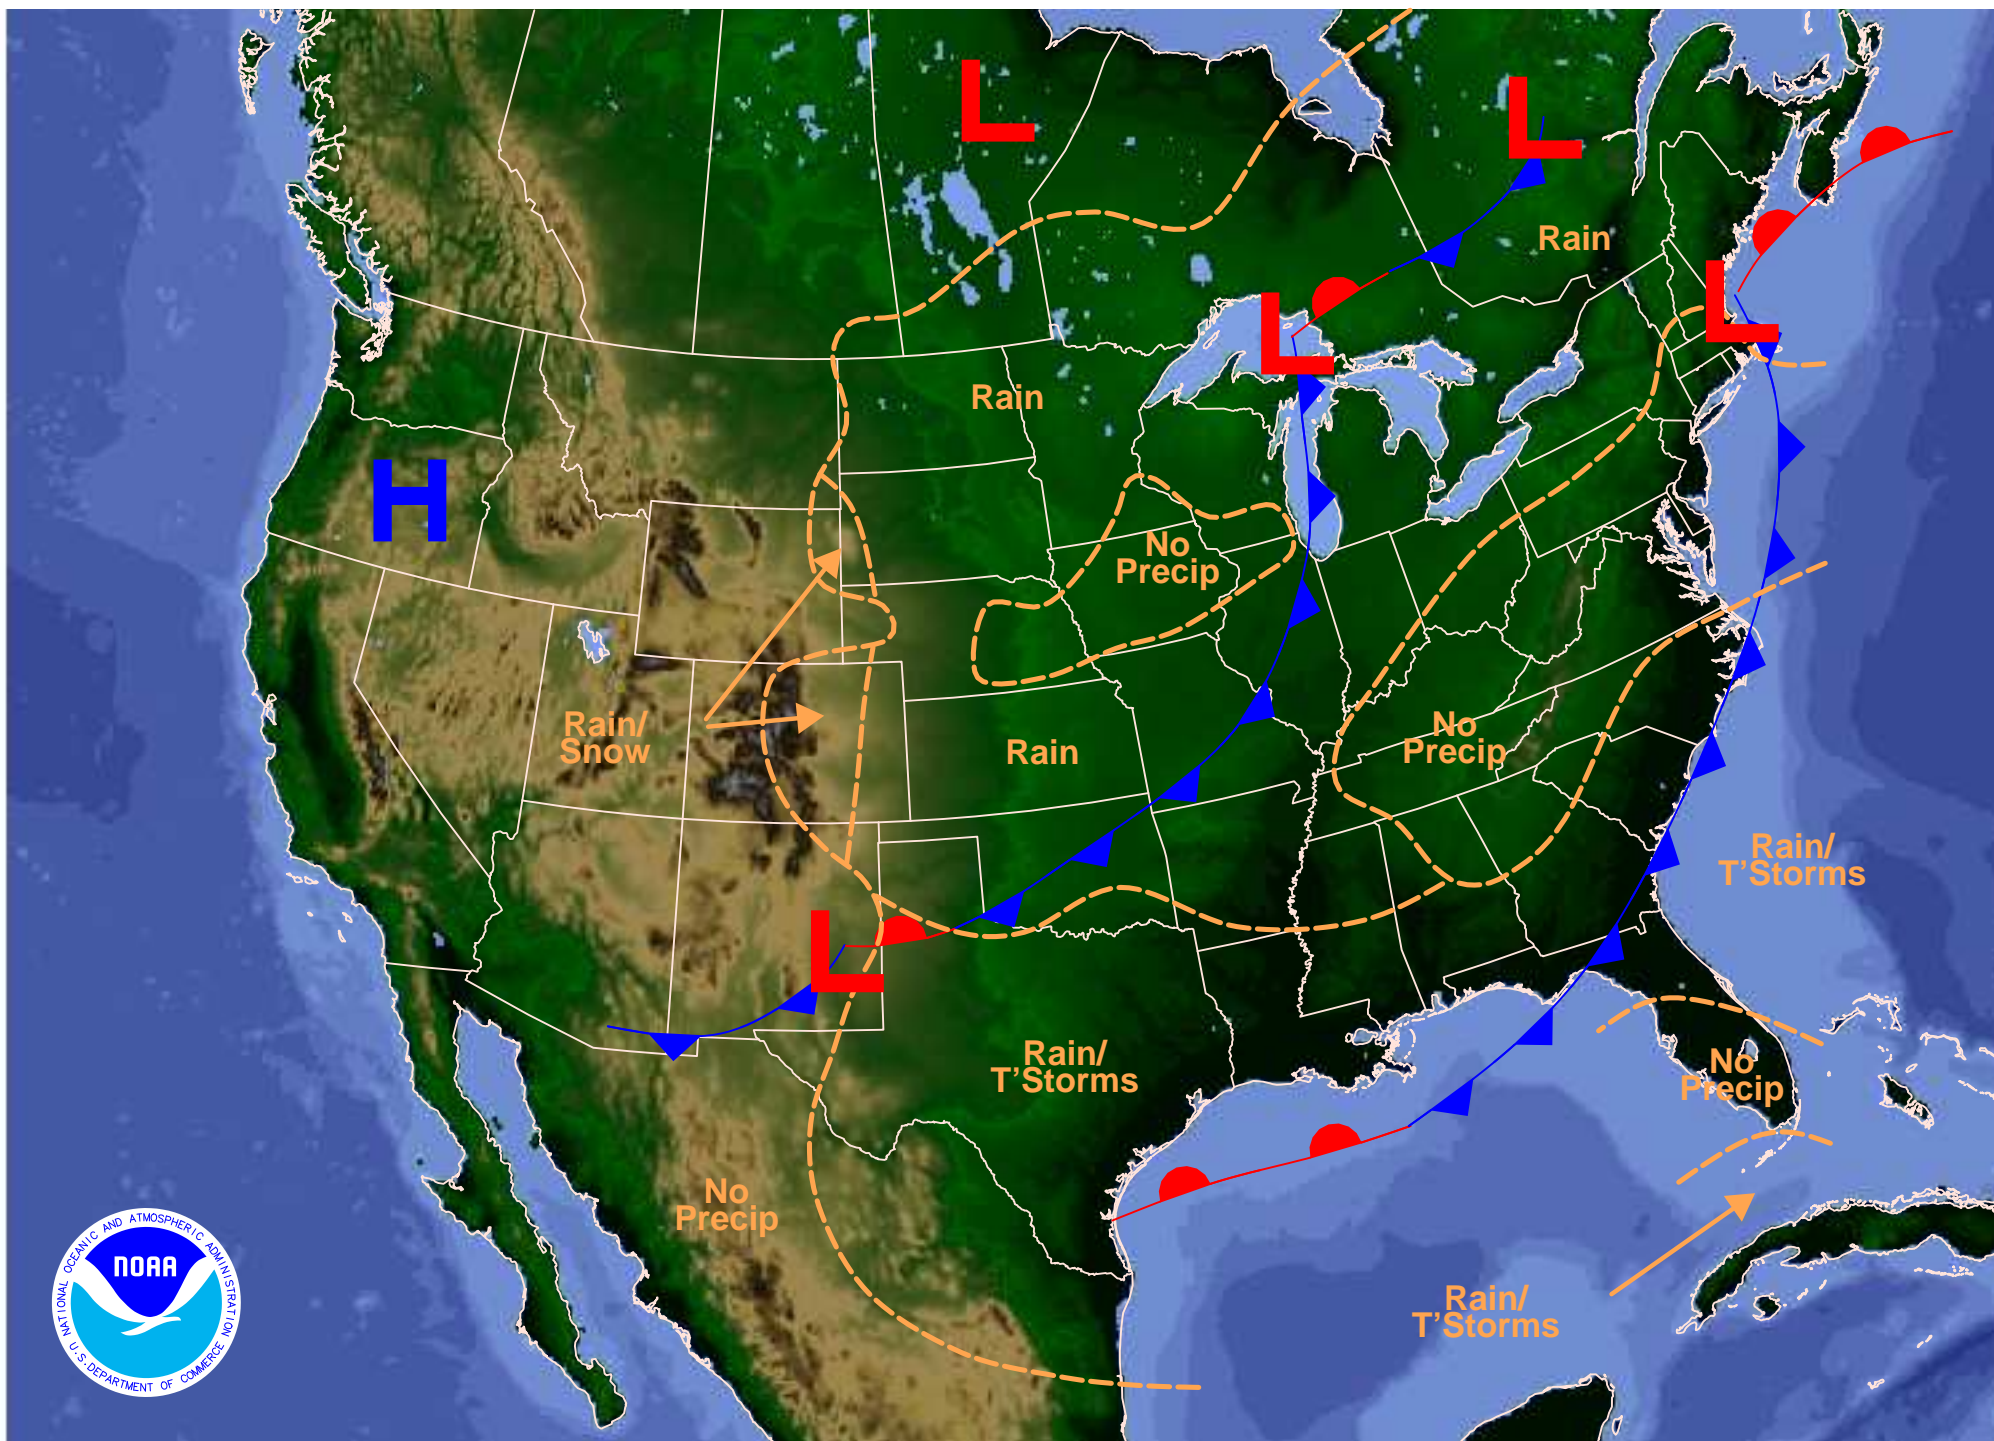 L
L
Rain
L
L
Rain
H
No
Precip
Rain/
Snow
No
Precip
Rain
Rain/
T'Storms
L
Rain/
T'Storms
No
Precip
No
Precip
Rain/
T'Storms
NATIONAL OCEANIC AND ATMOSPHERIC ADMINISTRATION
NOAA
U.S. DEPARTMENT OF COMMERCE